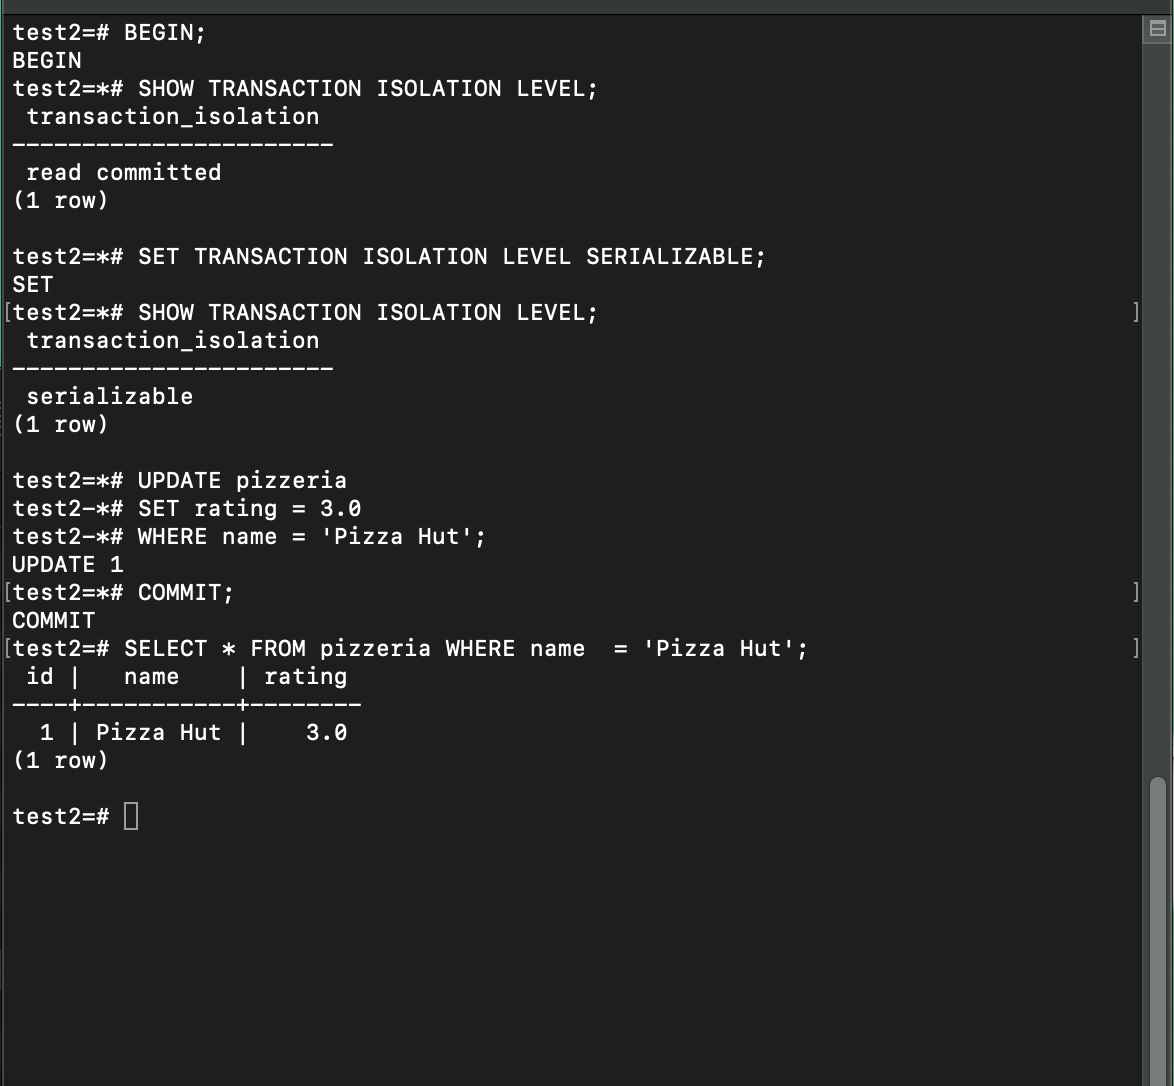 test2=# BEGIN;
BEGIN
test2=*# SHOW TRANSACTION ISOLATION LEVEL;
 transaction_isolation
-----------------------
 read committed
(1 row)

test2=*# SET TRANSACTION ISOLATION LEVEL SERIALIZABLE;
SET
[test2=*# SHOW TRANSACTION ISOLATION LEVEL; ]
 transaction_isolation
-----------------------
 serializable
(1 row)

test2=*# UPDATE pizzeria
test2-*# SET rating = 3.0
test2-*# WHERE name = 'Pizza Hut';
UPDATE 1
[test2=*# COMMIT; ]
COMMIT
[test2=# SELECT * FROM pizzeria WHERE name  = 'Pizza Hut'; ]
 id |   name    | rating
----+-----------+--------
  1 | Pizza Hut |    3.0
(1 row)

test2=#